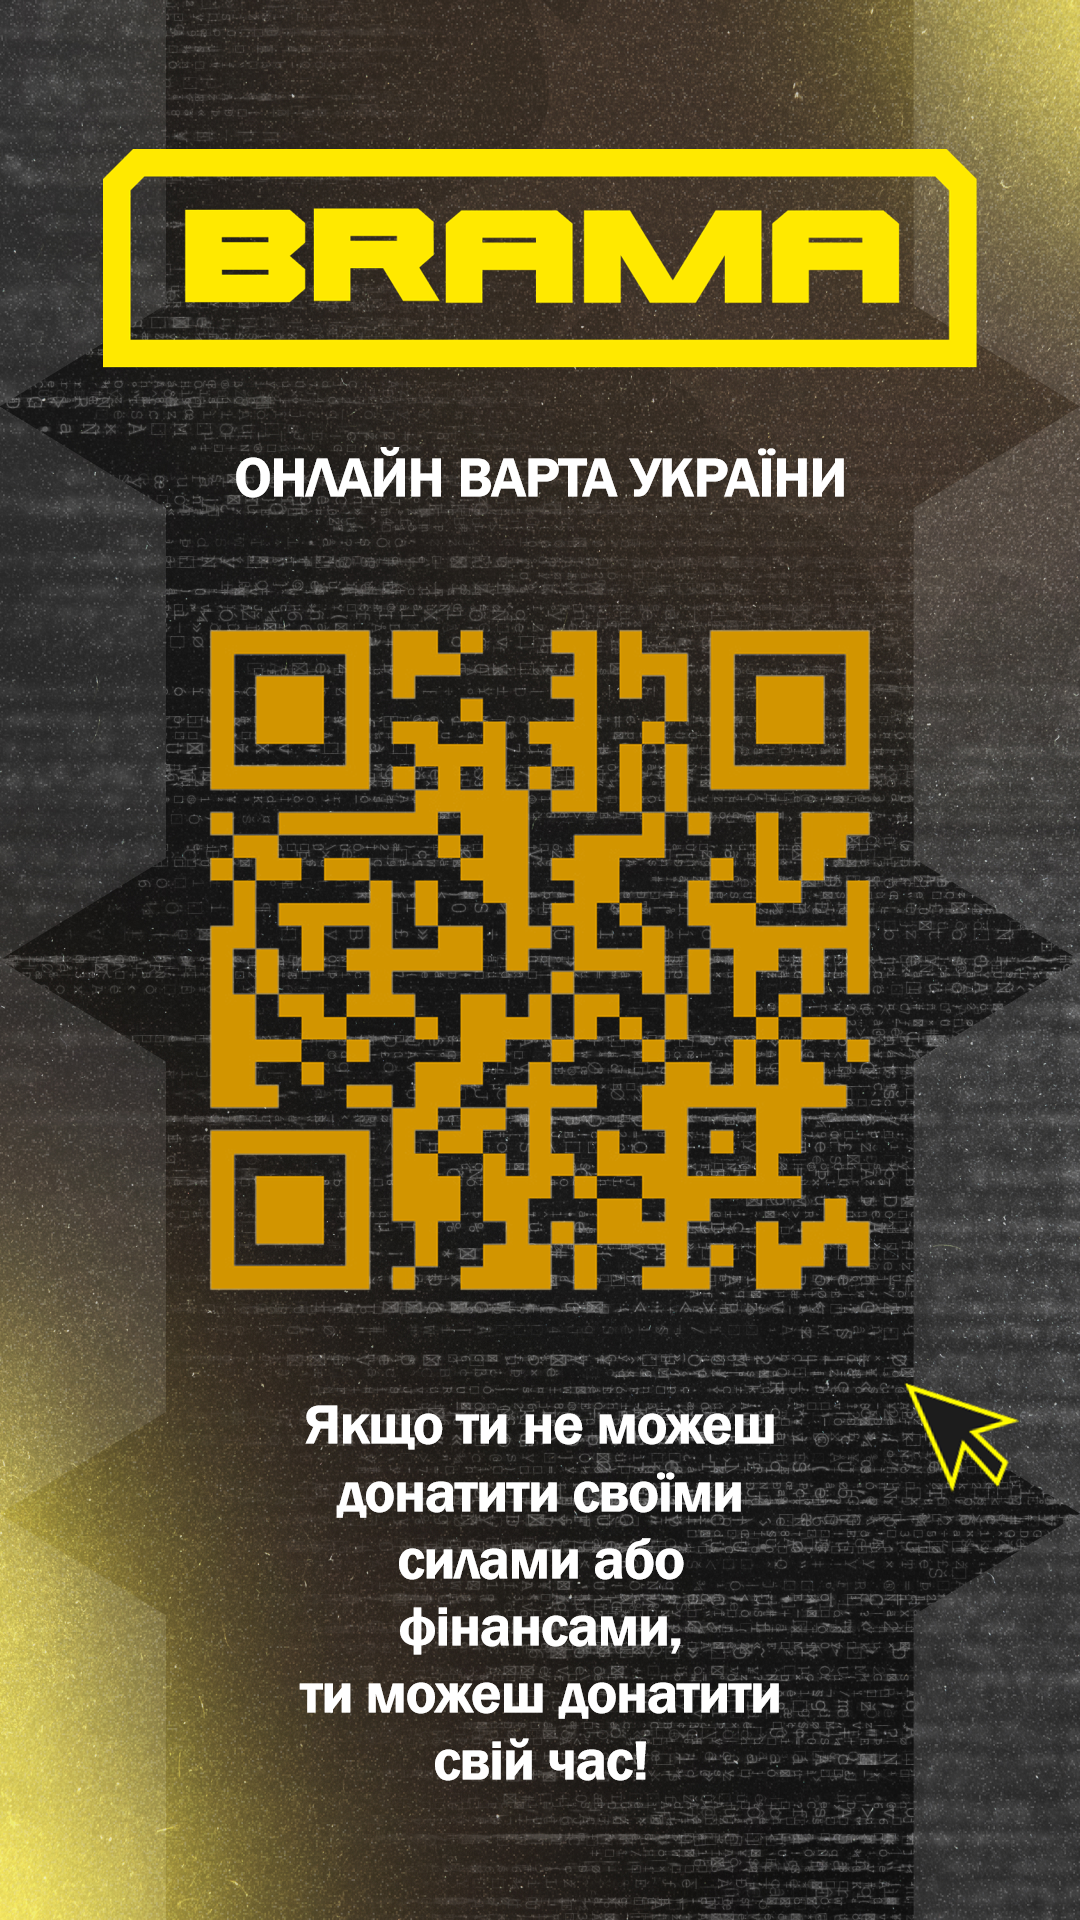 BRAMA
ОНЛАЙН ВАРТА УКРАЇНИ
Якщо ти не можеш
донатити своїми
силами або
фінансами,
ти можеш донатити
свій час!